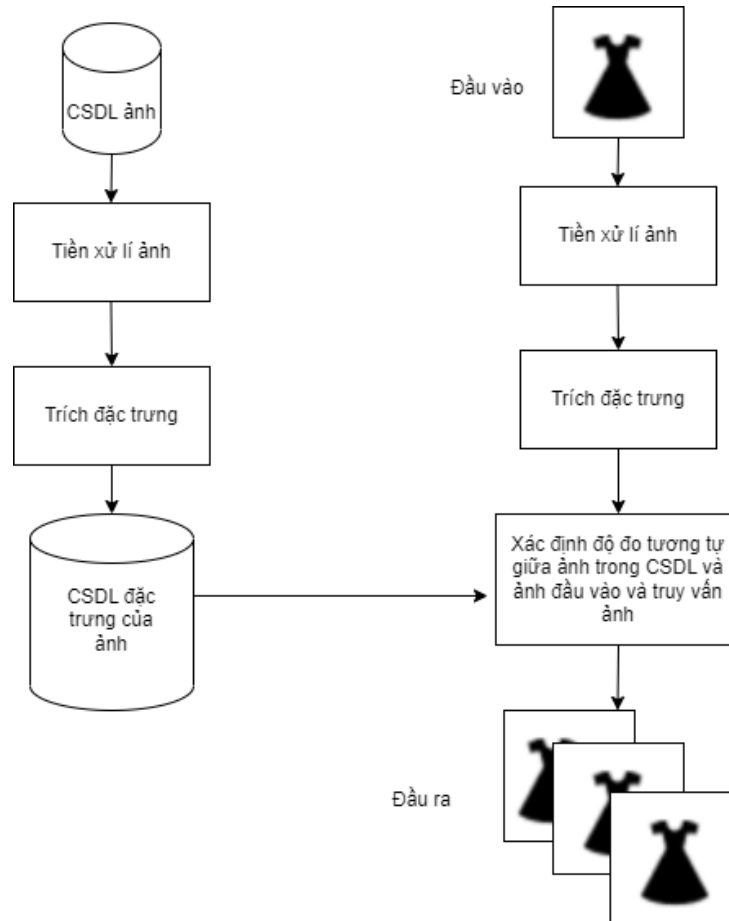 CSDL ảnh
Tiền xử lí ảnh
Trích đặc trưng
CSDL đặc
trưng của
ảnh
Đầu vào
Tiền xử lí ảnh
Trích đặc trưng
Xác định độ đo tương tự
giữa ảnh trong CSDL và
ảnh đầu vào và truy vấn
ảnh
Đầu ra